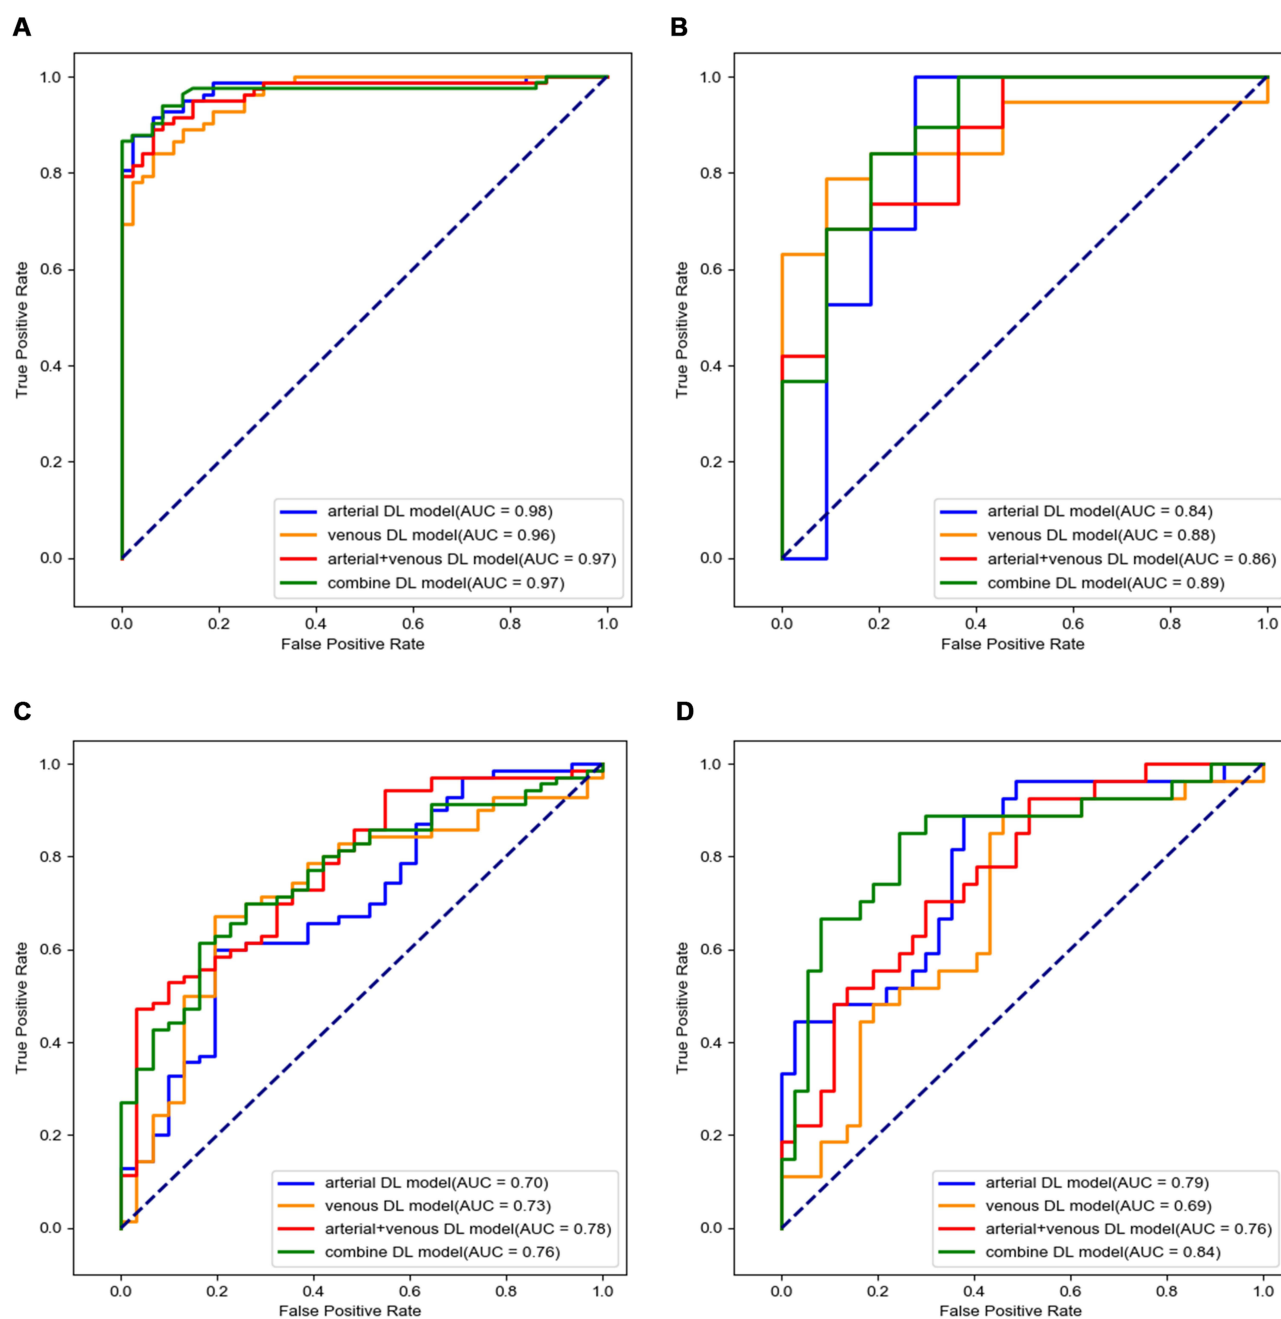 A
1.0
0.8
0.6
0.4
0.2
0.0
True Positive Rate
arterial DL model(AUC = 0.98)
venous DL model(AUC = 0.96)
arterial+venous DL model(AUC = 0.97)
combine DL model(AUC = 0.97)
0.0 0.2 0.4 0.6 0.8 1.0
False Positive Rate
B
1.0
0.8
0.6
0.4
0.2
0.0
True Positive Rate
arterial DL model(AUC = 0.84)
venous DL model(AUC = 0.88)
arterial+venous DL model(AUC = 0.86)
combine DL model(AUC = 0.89)
0.0 0.2 0.4 0.6 0.8 1.0
False Positive Rate
C
1.0
0.8
0.6
0.4
0.2
0.0
True Positive Rate
arterial DL model(AUC = 0.70)
venous DL model(AUC = 0.73)
arterial+venous DL model(AUC = 0.78)
combine DL model(AUC = 0.76)
0.0 0.2 0.4 0.6 0.8 1.0
False Positive Rate
D
1.0
0.8
0.6
0.4
0.2
0.0
True Positive Rate
arterial DL model(AUC = 0.79)
venous DL model(AUC = 0.69)
arterial+venous DL model(AUC = 0.76)
combine DL model(AUC = 0.84)
0.0 0.2 0.4 0.6 0.8 1.0
False Positive Rate